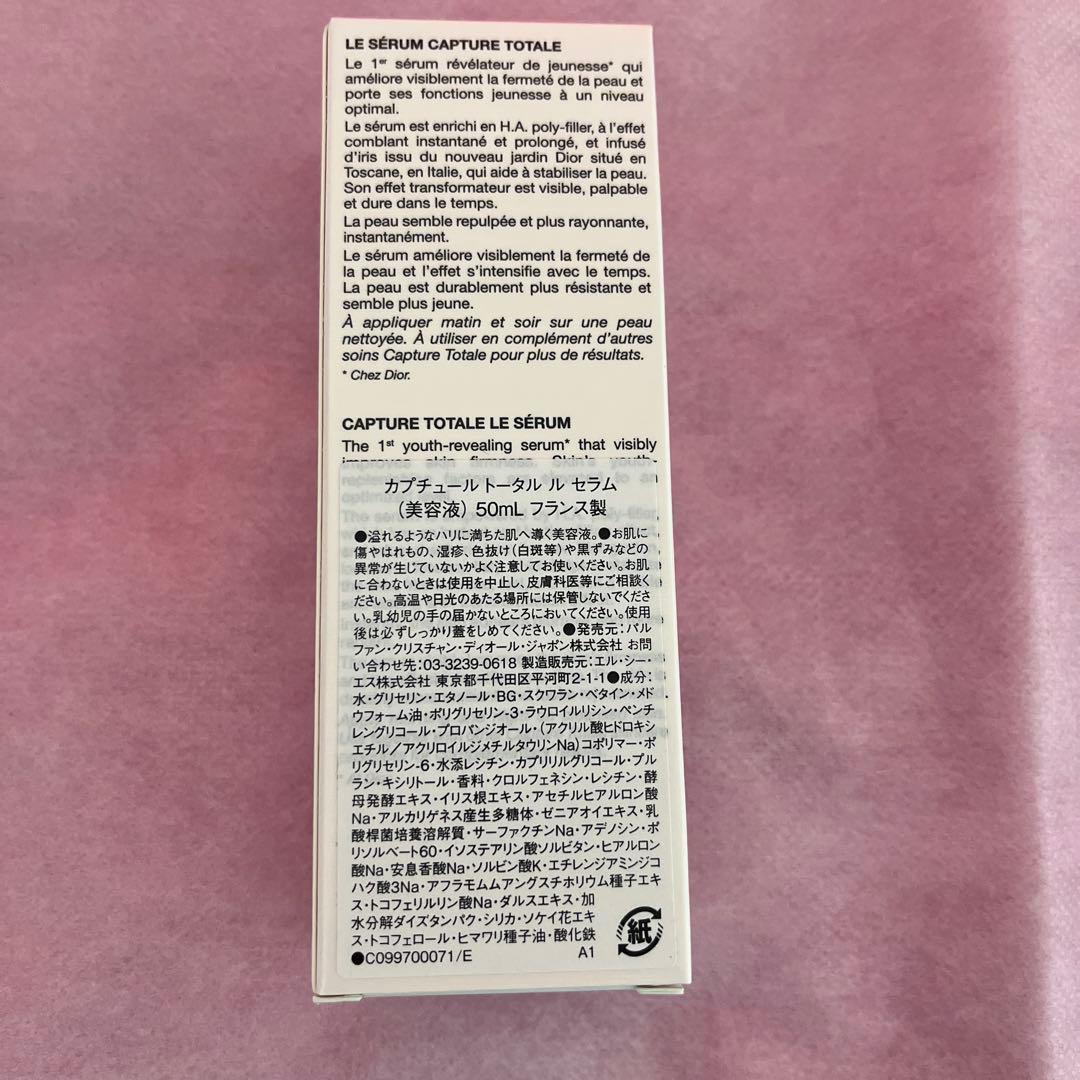 LE SÉRUM CAPTURE TOTALE
Le 1er sérum révélateur de jeunesse* qui
améliore visiblement la fermeté de la peau et
porte ses fonctions jeunesse à un niveau
optimal.
Le sérum est enrichi en H.A. poly-filler, à l'effet
comblant instantané et prolongé, et infusé
d'iris issu du nouveau jardin Dior situé en
Toscane, en Italie, qui aide à stabiliser la peau.
Son effet transformateur est visible, palpable
et dure dans le temps.
La peau semble repulpée et plus rayonnante,
instantanément.
Le sérum améliore visiblement la fermeté de
la peau et l'effet s'intensifie avec le temps.
La peau est durablement plus résistante et
semble plus jeune.
À appliquer matin et soir sur une peau
nettoyée. À utiliser en complément d'autres
soins Capture Totale pour plus de résultats.
* Chez Dior.
CAPTURE TOTALE LE SÉRUM
The 1st youth-revealing serum* that visibly
improves skin firmness. Skin's youth-
カプチュール トータル ル セラム
（美容液） 50mL フランス製
●溢れるようなハリに満ちた肌へ導く美容液。●お肌に
傷やはれもの、湿疹、色抜け（白斑等）や黒ずみなどの
異常が生じていないかよく注意してお使いください。お肌
に合わないときは使用を中止し、皮膚科医等にご相談く
ださい。高温や日光のあたる場所には保管しないでくださ
い。乳幼児の手の届かないところにおいてください。使用
後は必ずしっかり蓋をしめてください。●発売元：パル
ファン・クリスチャン・ディオール・ジャポン株式会社 お問
い合わせ先：03-3239-0618 製造販売元：エル・シー・
エス株式会社 東京都千代田区平河町2-1-1●成分：
水・グリセリン・エタノール・BG・スクワラン・ベタイン・メド
ウフォーム油・ポリグリセリン-3・ラウロイルリシン・ペンチ
レングリコール・プロパンジオール・（アクリル酸ヒドロキシ
エチル／アクリロイルジメチルタウリンNa）コポリマー・ポ
リグリセリン-6・水添レシチン・カプリリルグリコール・プル
ラン・キシリトール・香料・クロルフェネシン・レシチン・酵
母発酵エキス・イリス根エキス・アセチルヒアルロン酸
Na・アルカリゲネス産生多糖体・ゼニアオイエキス・乳
酸桿菌培養溶解質・サーファクチンNa・アデノシン・ポ
リソルベート60・イソステアリン酸ソルビタン・ヒアルロン
酸Na・安息香酸Na・ソルビン酸K・エチレンジアミンジコ
ハク酸3Na・アフラモムムアングスチホリウム種子エキ
ス・トコフェリルリン酸Na・ダルスエキス・加
水分解ダイズタンパク・シリカ・ソケイ花エキ
ス・トコフェロール・ヒマワリ種子油・酸化鉄
●C099700071/E A1
紙